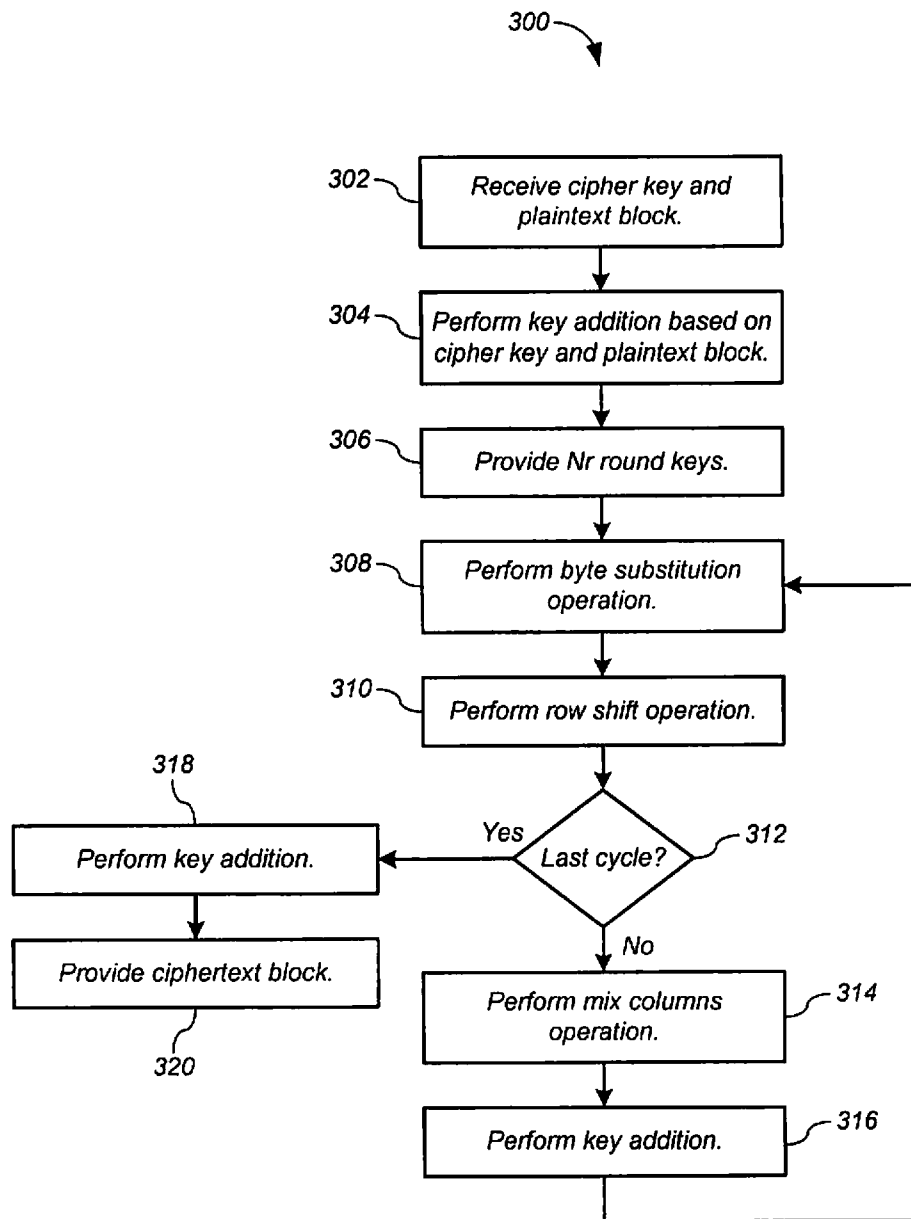 300
302
Receive cipher key and
plaintext block.
304
Perform key addition based on
cipher key and plaintext block.
306
Provide Nr round keys.
308
Perform byte substitution
operation.
310
Perform row shift operation.
318
Perform key addition.
Yes
Last cycle?
312
Provide ciphertext block.
320
No
Perform mix columns
operation.
314
Perform key addition.
316